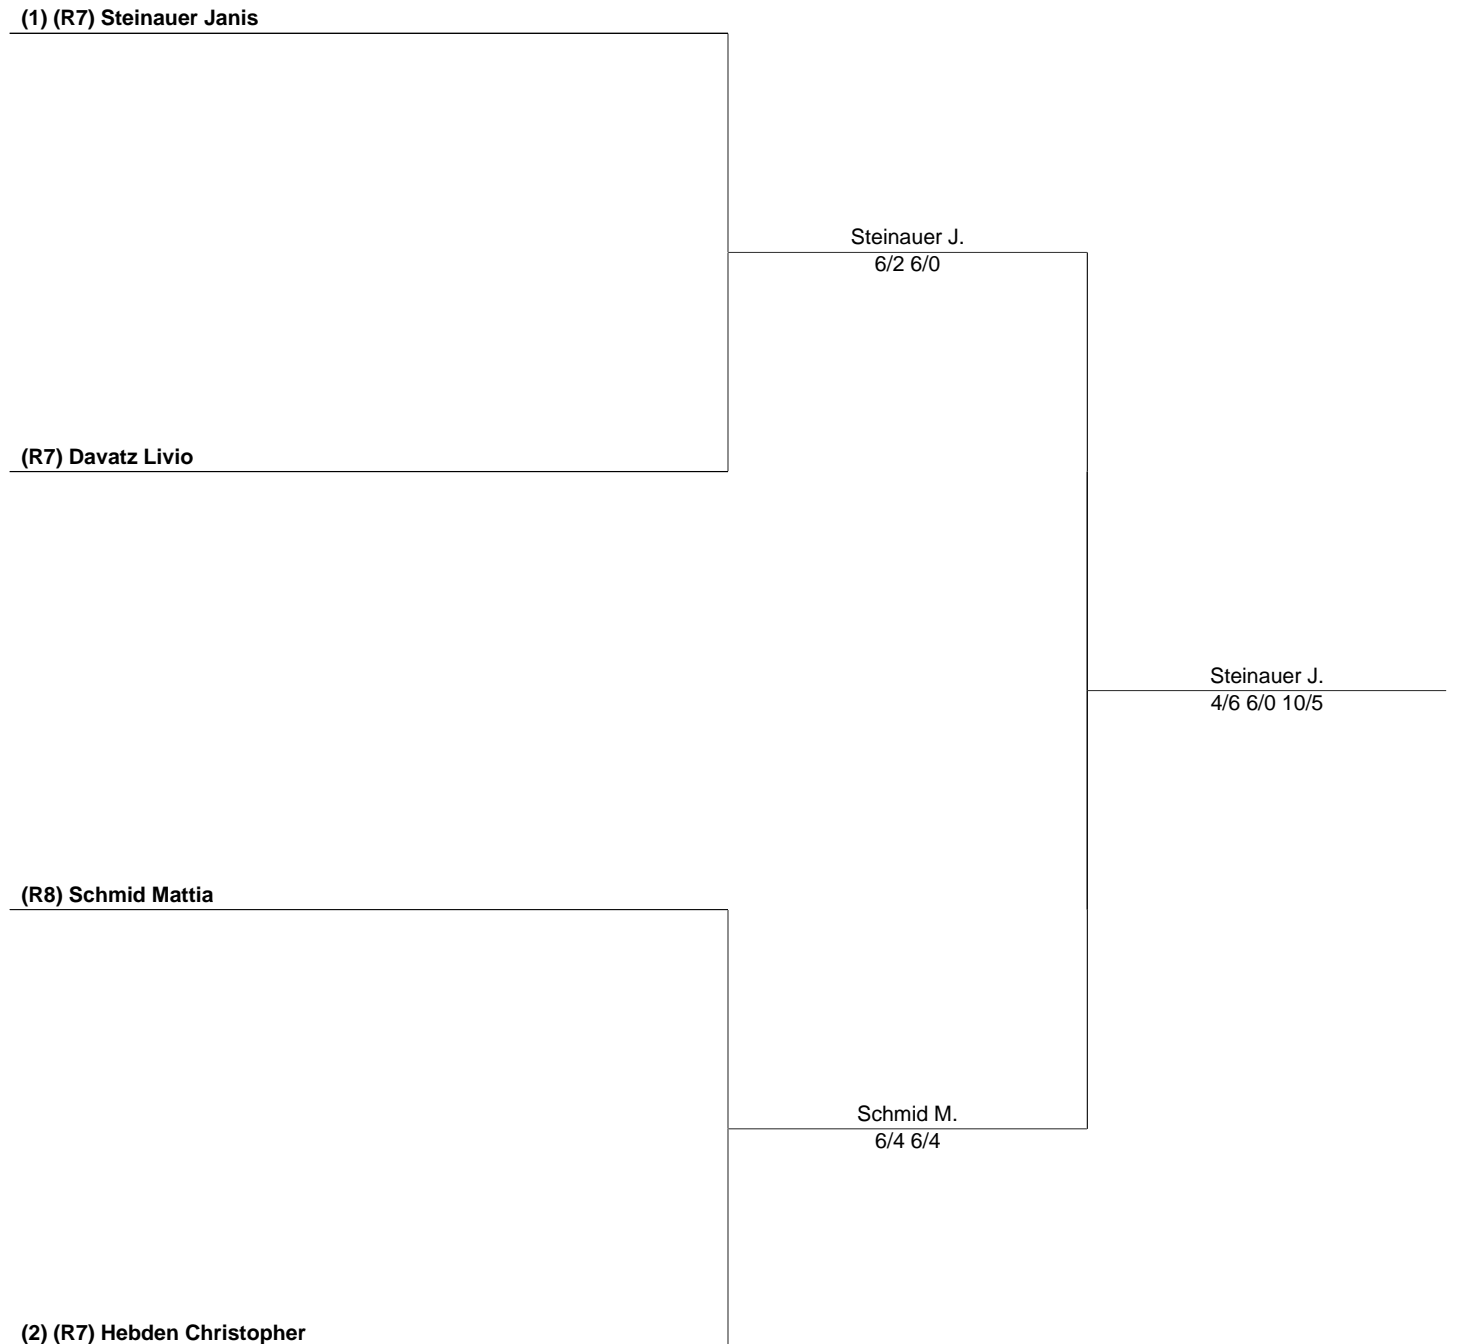 (1) (R7) Steinauer Janis
Steinauer J.
6/2 6/0
(R7) Davatz Livio
Steinauer J.
4/6 6/0 10/5
(R8) Schmid Mattia
Schmid M.
6/4 6/4
(2) (R7) Hebden Christopher